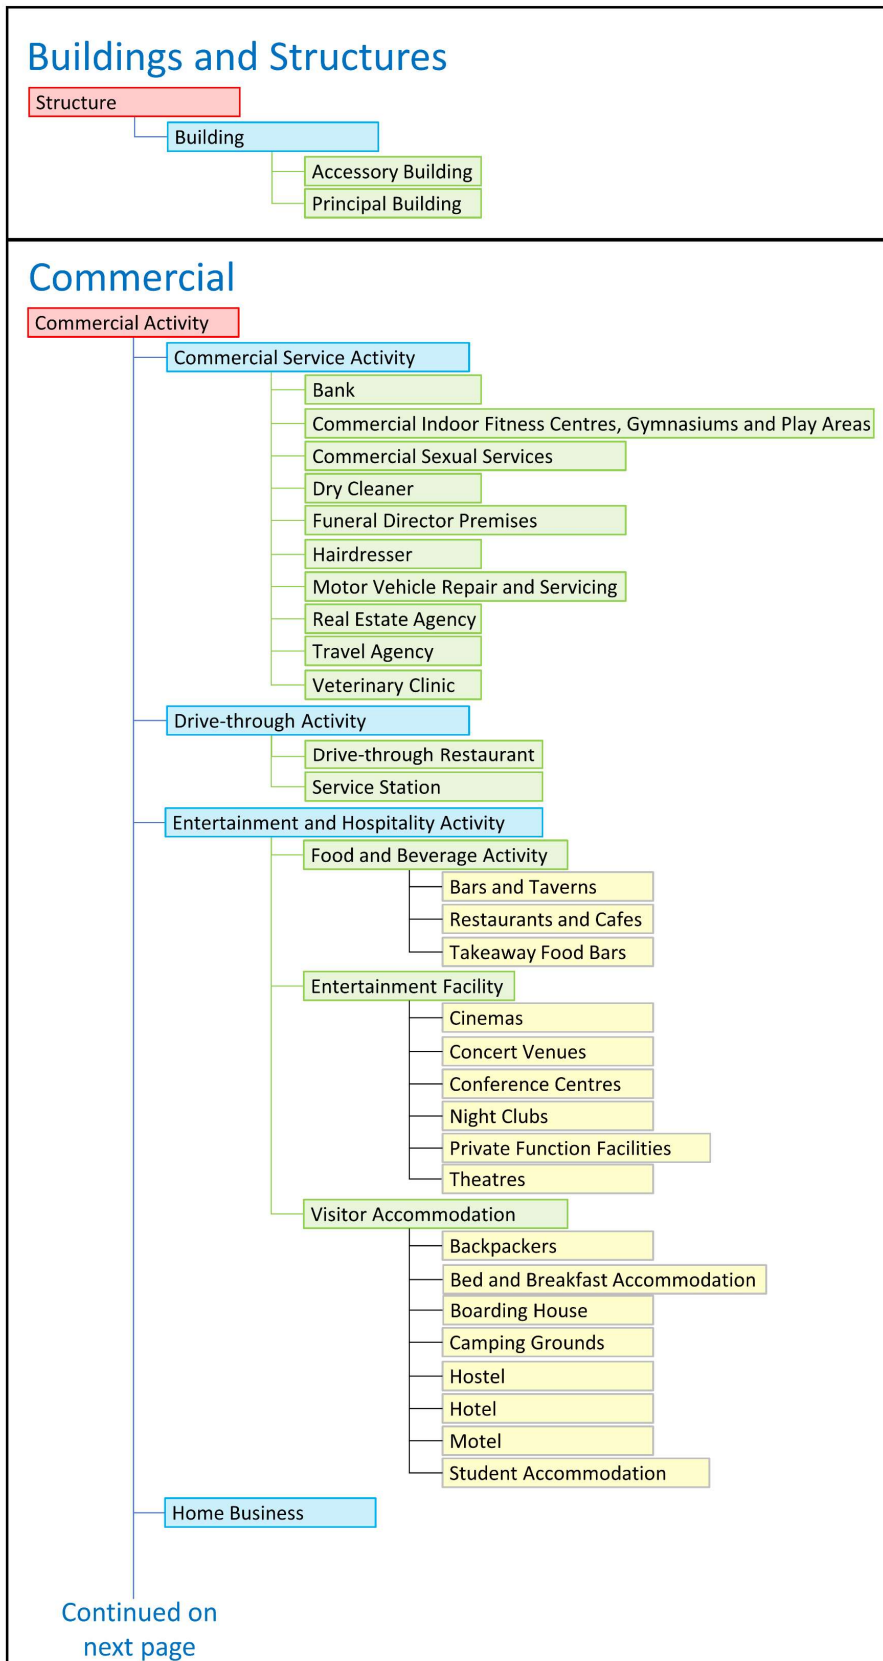 Buildings and Structures
Structure
Building
Accessory Building
Principal Building
Commercial
Commercial Activity
Commercial Service Activity
Bank
Commercial Indoor Fitness Centres, Gymnasiums and Play Areas
Commercial Sexual Services
Dry Cleaner
Funeral Director Premises
Hairdresser
Motor Vehicle Repair and Servicing
Real Estate Agency
Travel Agency
Veterinary Clinic
Drive-through Activity
Drive-through Restaurant
Service Station
Entertainment and Hospitality Activity
Food and Beverage Activity
Bars and Taverns
Restaurants and Cafes
Takeaway Food Bars
Entertainment Facility
Cinemas
Concert Venues
Conference Centres
Night Clubs
Private Function Facilities
Theatres
Visitor Accommodation
Backpackers
Bed and Breakfast Accommodation
Boarding House
Camping Grounds
Hostel
Hotel
Motel
Student Accommodation
Home Business
Continued on
next page